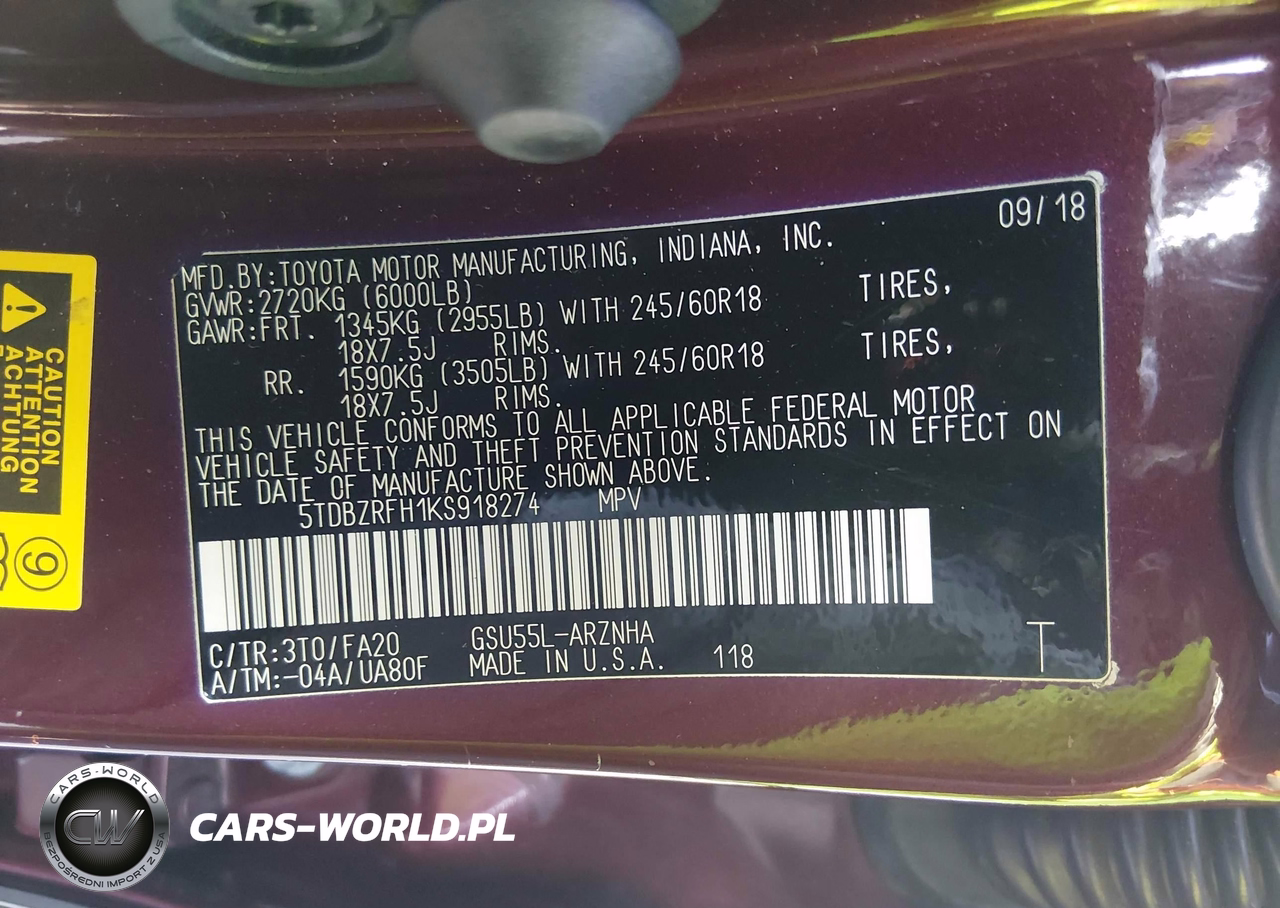 09/18
MFD.BY:TOYOTA MOTOR MANUFACTURING, INDIANA, INC.
GVWR:2720KG (6000LB)
GAWR:FRT. 1345KG (2955LB) WITH 245/60R18 TIRES,
18X7.5J RIMS.
RR. 1590KG (3505LB) WITH 245/60R18 TIRES,
18X7.5J RIMS.
THIS VEHICLE CONFORMS TO ALL APPLICABLE FEDERAL MOTOR
VEHICLE SAFETY AND THEFT PREVENTION STANDARDS IN EFFECT ON
THE DATE OF MANUFACTURE SHOWN ABOVE.
5TDBZRFH1KS918274 MPV
C/TR:3T0/FA20 GSU55L-ARZNHA
A/TM:-04A/UA80F MADE IN U.S.A. 118
T
CAUTION
ATTENTION
ACHTUNG
9
CARS-WORLD
CW
BEZPOŚREDNI IMPORT Z USA
CARS-WORLD.PL